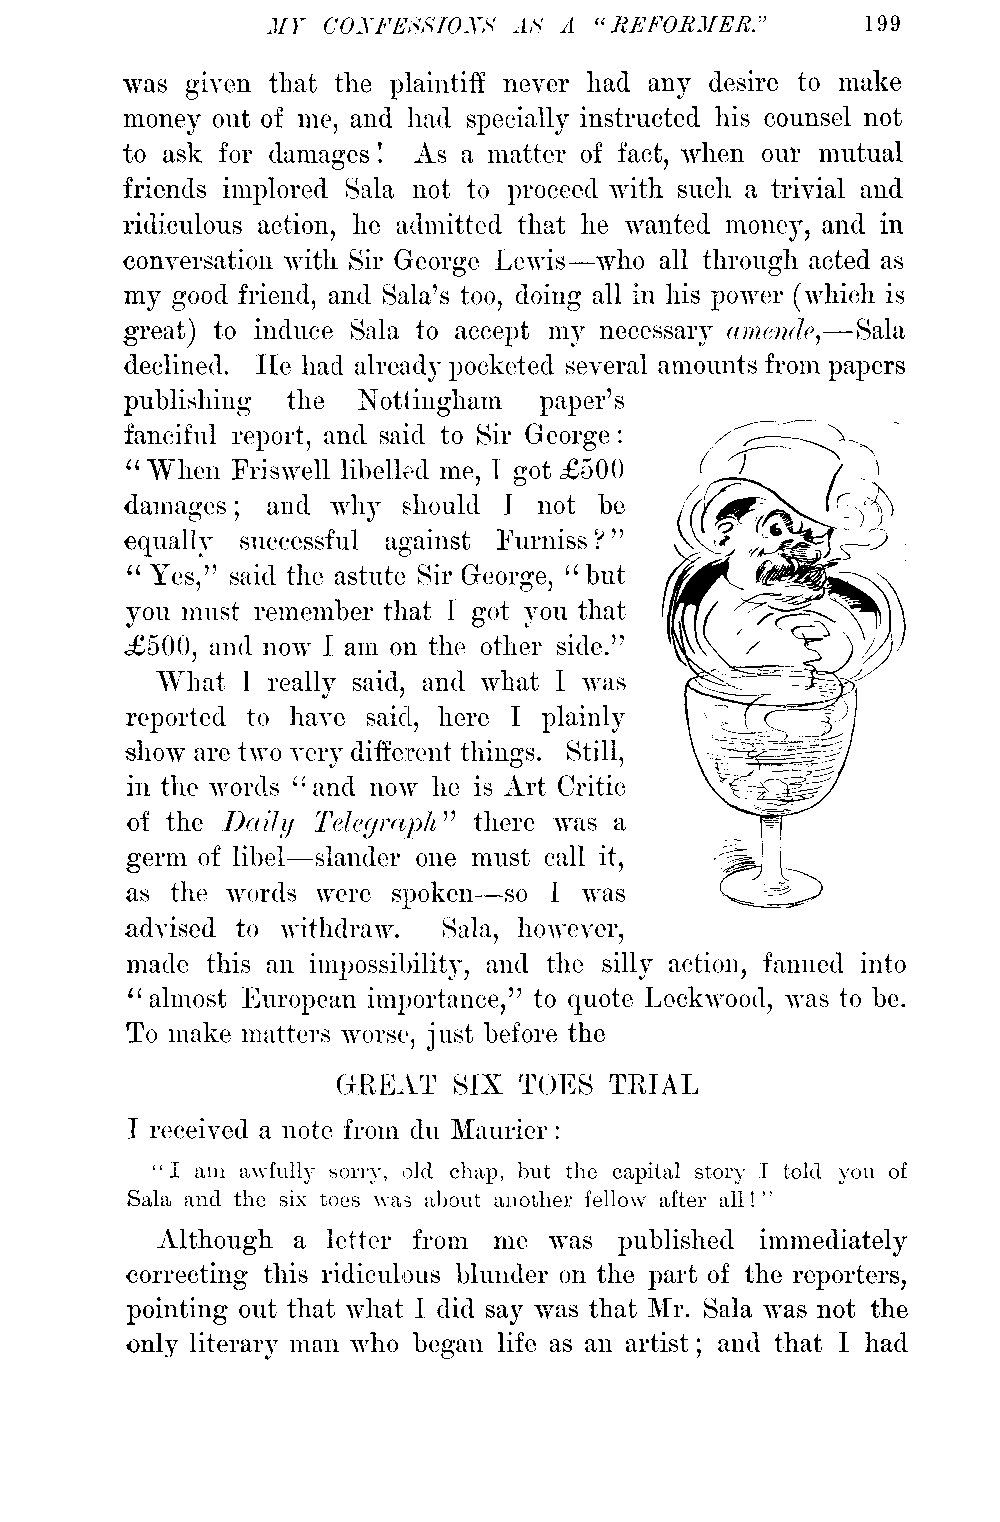 MY CONFESSIONS AS A "REFORMER." 199
was given that the plaintiff never had any desire to make
money out of me, and had specially instructed his counsel not
to ask for damages! As a matter of fact, when our mutual
friends implored Sala not to proceed with such a trivial and
ridiculous action, he admitted that he wanted money, and in
conversation with Sir George Lewis—who all through acted as
my good friend, and Sala's too, doing all in his power (which is
great) to induce Sala to accept my necessary amende,—Sala
declined. He had already pocketed several amounts from papers
publishing the Nottingham paper's
fanciful report, and said to Sir George:
"When Friswell libelled me, I got £500
damages; and why should I not be
equally successful against Furniss?"
"Yes," said the astute Sir George, "but
you must remember that I got you that
£500, and now I am on the other side."
What I really said, and what I was
reported to have said, here I plainly
show are two very different things. Still,
in the words "and now he is Art Critic
of the Daily Telegraph" there was a
germ of libel—slander one must call it,
as the words were spoken—so I was
advised to withdraw. Sala, however,
made this an impossibility, and the silly action, fanned into
"almost European importance," to quote Lockwood, was to be.
To make matters worse, just before the
GREAT SIX TOES TRIAL
I received a note from du Maurier:
"I am awfully sorry, old chap, but the capital story I told you of
Sala and the six toes was about another fellow after all!"
Although a letter from me was published immediately
correcting this ridiculous blunder on the part of the reporters,
pointing out that what I did say was that Mr. Sala was not the
only literary man who began life as an artist; and that I had